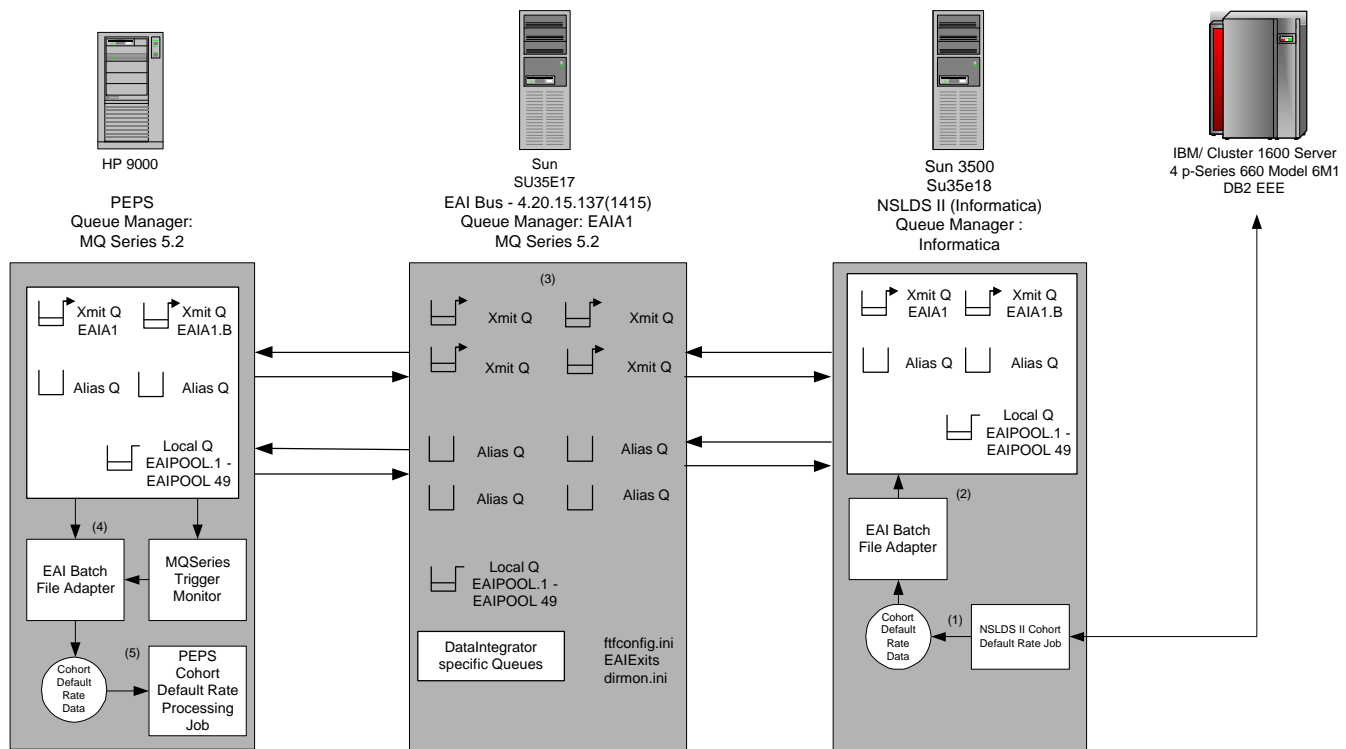 HP 9000
PEPS
Queue Manager:
MQ Series 5.2
Sun
SU35E17
EAI Bus - 4.20.15.137(1415)
Queue Manager: EAIA1
MQ Series 5.2
Sun 3500
Su35e18
NSLDS II (Informatica)
Queue Manager :
Informatica
IBM/ Cluster 1600 Server
4 p-Series 660 Model 6M1
DB2 EEE
Xmit Q
EAIA1
Xmit Q
EAIA1.B
Alias Q
Alias Q
Local Q
EAIPOOL.1 -
EAIPOOL 49
(4)
EAI Batch
File Adapter
MQSeries
Trigger
Monitor
Cohort
Default
Rate
Data
(5)
PEPS
Cohort
Default Rate
Processing
Job
(3)
Xmit Q
Xmit Q
Xmit Q
Xmit Q
Alias Q
Alias Q
Alias Q
Alias Q
Local Q
EAIPOOL.1 -
EAIPOOL 49
DataIntegrator
specific Queues
ftfconfig.ini
EAIExits
dirmon.ini
Xmit Q
EAIA1
Xmit Q
EAIA1.B
Alias Q
Alias Q
Local Q
EAIPOOL.1 -
EAIPOOL 49
(2)
EAI Batch
File Adapter
Cohort
Default
Rate
Data
(1)
NSLDS II Cohort
Default Rate Job